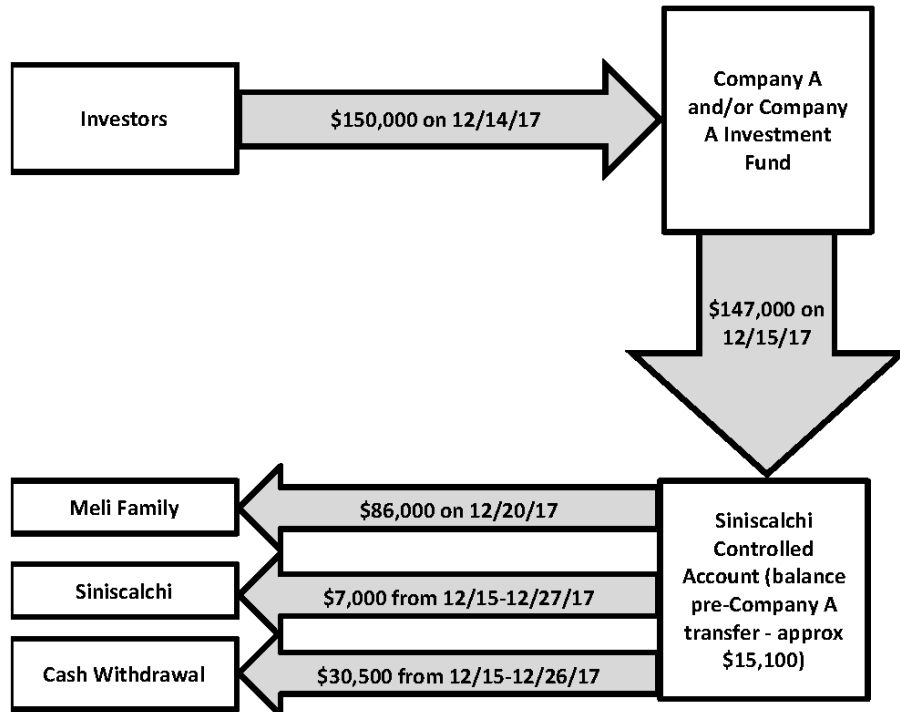 Investors
$150,000 on 12/14/17
Company A
and/or Company
A Investment
Fund
$147,000 on
12/15/17
Meli Family
$86,000 on 12/20/17
Siniscalchi
$7,000 from 12/15-12/27/17
Cash Withdrawal
$30,500 from 12/15-12/26/17
Siniscalchi
Controlled
Account (balance
pre-Company A
transfer - approx
$15,100)